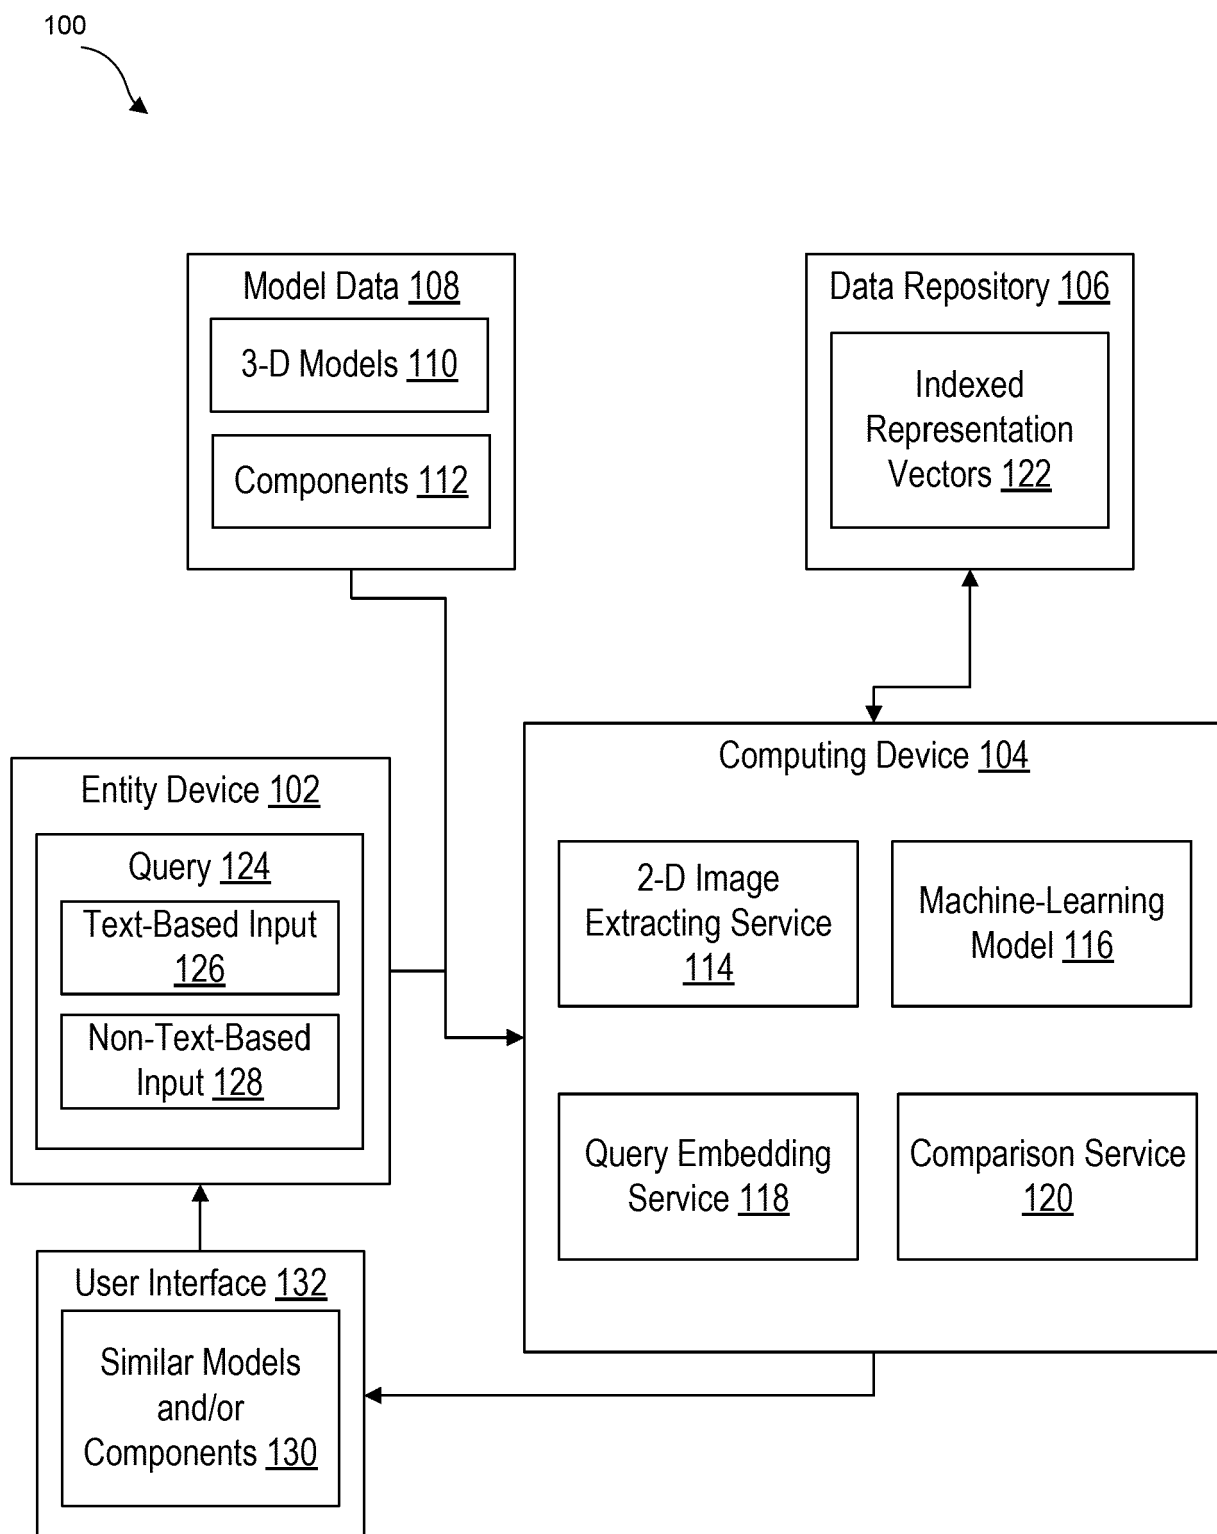 100
Model Data 108
3-D Models 110
Components 112
Data Repository 106
Indexed
Representation
Vectors 122
Entity Device 102
Query 124
Text-Based Input
126
Non-Text-Based
Input 128
Computing Device 104
2-D Image
Extracting Service
114
Machine-Learning
Model 116
Query Embedding
Service 118
Comparison Service
120
User Interface 132
Similar Models
and/or
Components 130